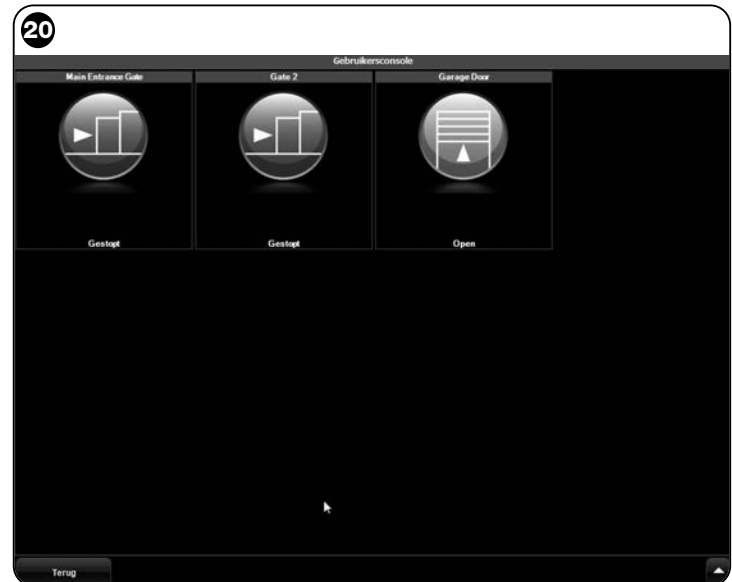 20
Gebruikersconsole
Main Entrance Gate Gate 2 Garage Door
Gestopt Gestopt Open
Terug